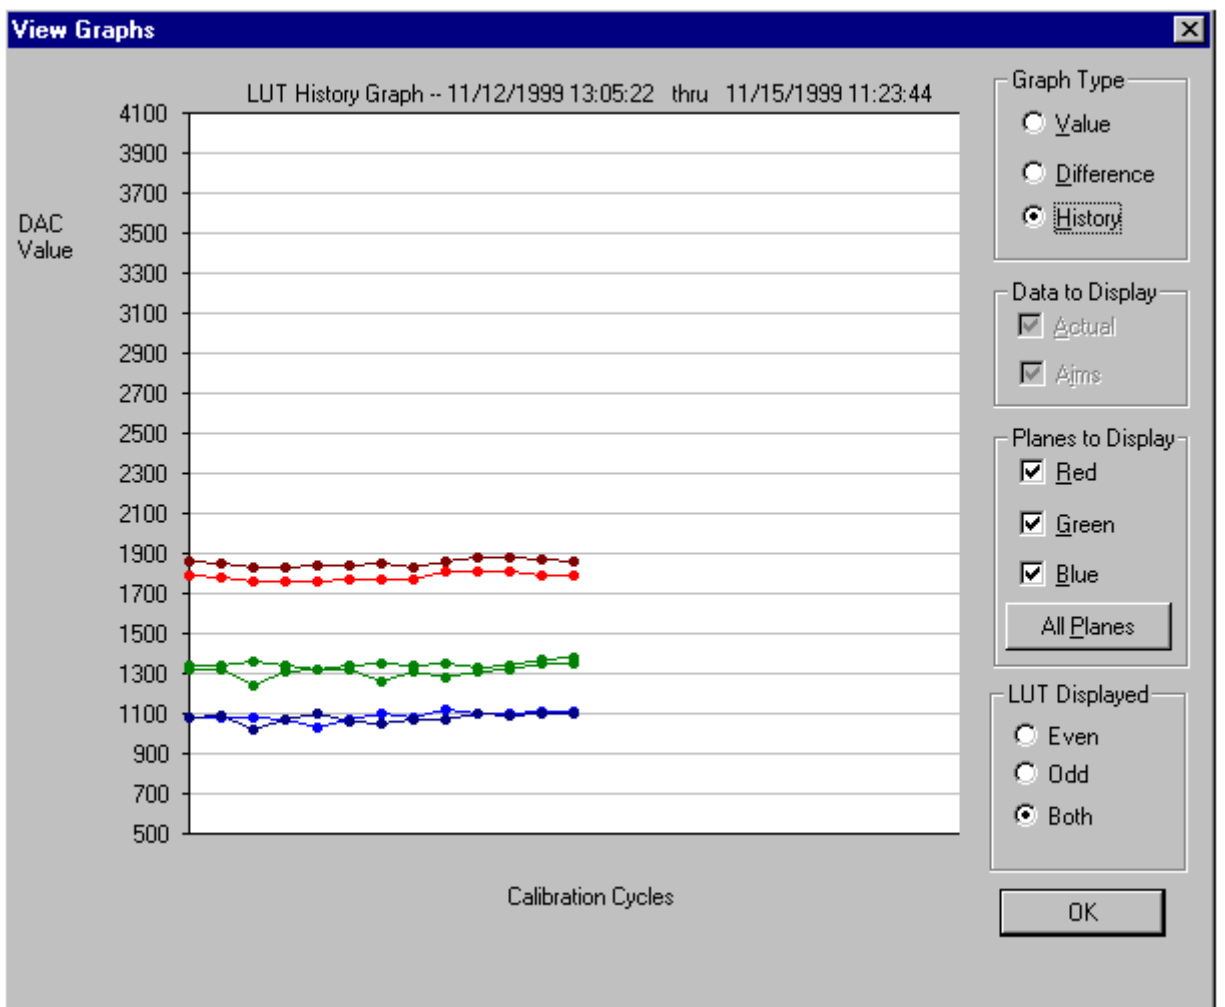 View Graphs
LUT History Graph -- 11/12/1999 13:05:22 thru 11/15/1999 11:23:44
DAC
Value
4100
3900
3700
3500
3300
3100
2900
2700
2500
2300
2100
1900
1700
1500
1300
1100
900
700
500
Calibration Cycles
Graph Type
Value
Difference
History
Data to Display
Actual
Aims
Planes to Display
Red
Green
Blue
All Planes
LUT Displayed
Even
Odd
Both
OK